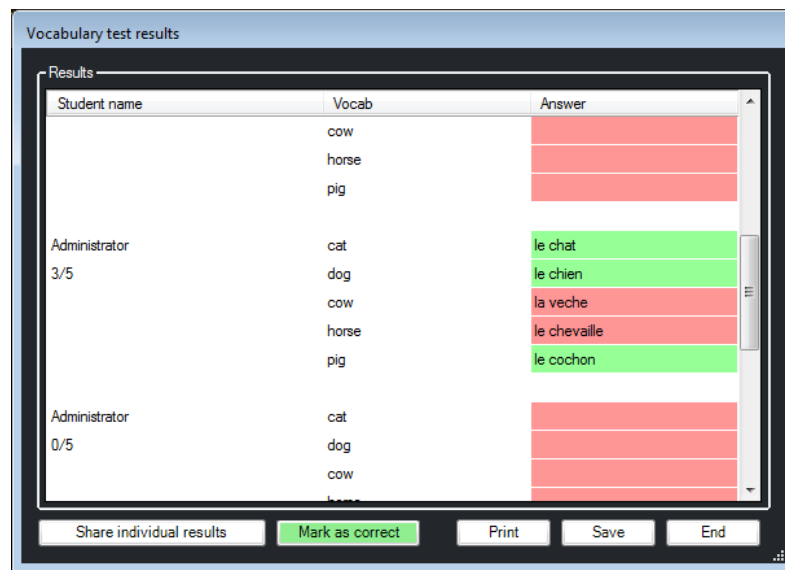 Vocabulary test results
Results
Student name Vocab Answer
cow
horse
pig
Administrator cat le chat
3/5 dog le chien
cow la veche
horse le chevaille
pig le cochon
Administrator cat
0/5 dog
cow
Share individual results Mark as correct Print Save End